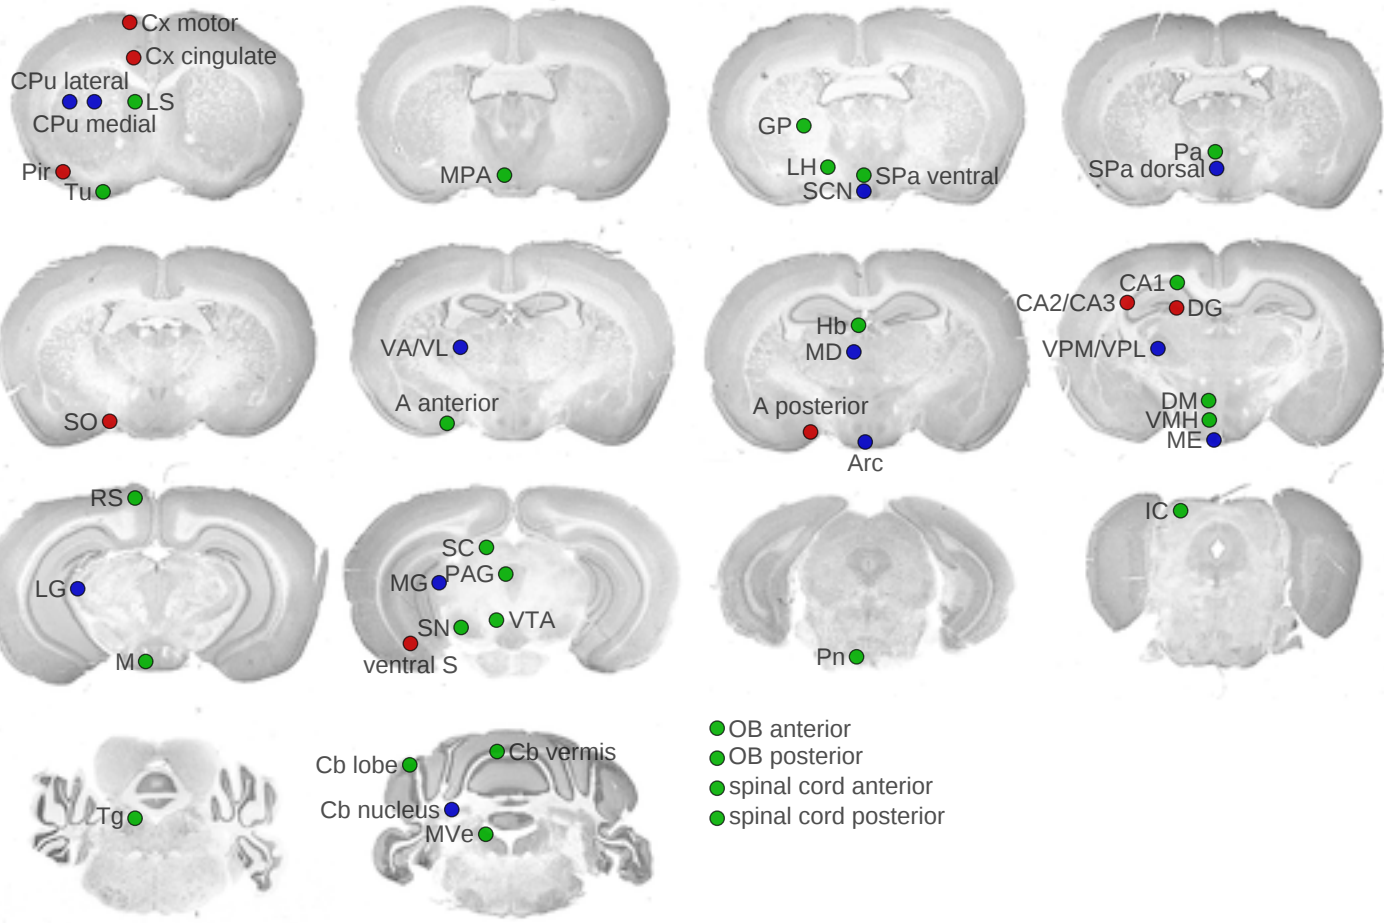 Cx motor
Cx cingulate
CPu lateral
LS
CPu medial
Pir
Tu
MPA
GP
LH
SPa ventral
SCN
Pa
SPa dorsal
SO
VA/VL
A anterior
Hb
MD
A posterior
Arc
CA1
CA2/CA3
DG
VPM/VPL
DM
VMH
ME
RS
LG
M
SC
MG
PAG
SN
VTA
ventral S
Pn
IC
Tg
Cb lobe
Cb vermis
Cb nucleus
MVe
OB anterior
OB posterior
spinal cord anterior
spinal cord posterior